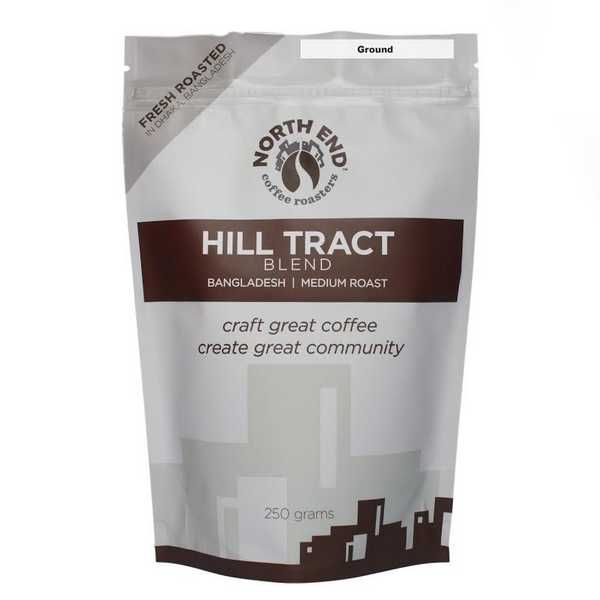 Ground
FRESH ROASTED
IN DHAKA, BANGLADESH
NORTH END
coffee roasters
HILL TRACT
BLEND
BANGLADESH | MEDIUM ROAST
craft great coffee
create great community
250 grams